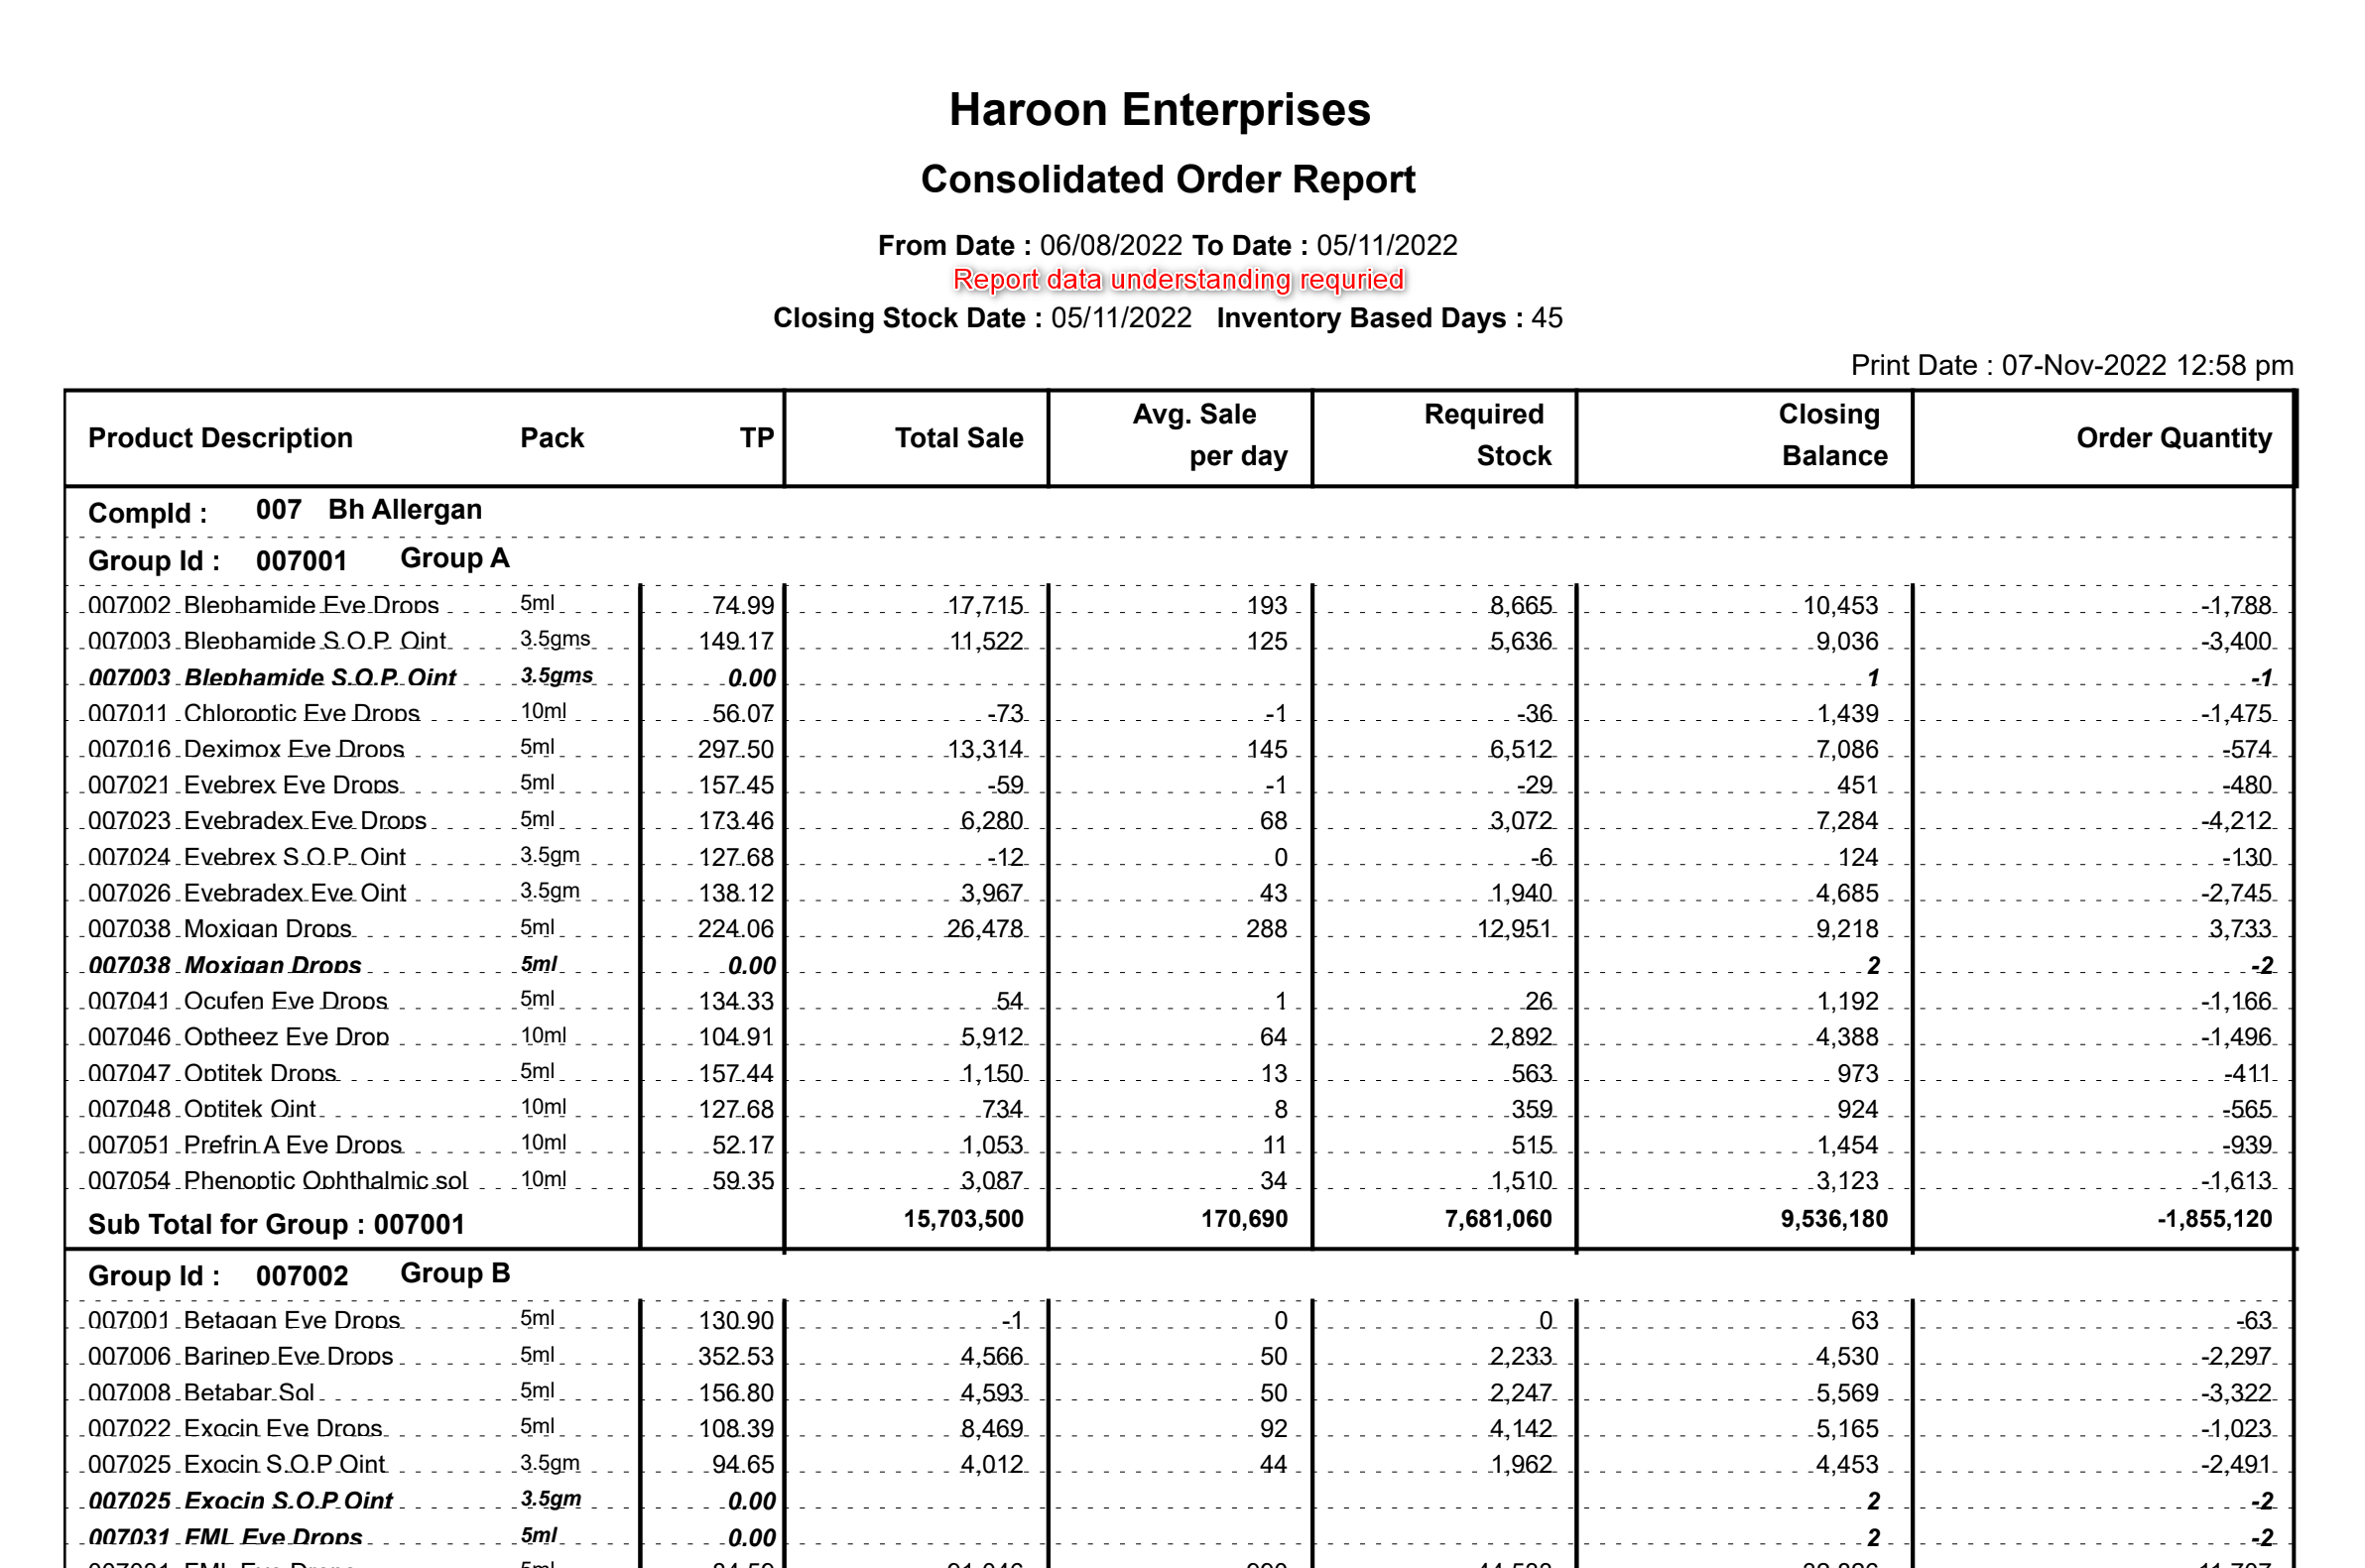 Haroon Enterprises
Consolidated Order Report
From Date : 06/08/2022 To Date : 05/11/2022
Report data understanding requried
Closing Stock Date : 05/11/2022 Inventory Based Days : 45
Print Date : 07-Nov-2022 12:58 pm
Product Description Pack TP Total Sale Avg. Sale per day Required Stock Closing Balance Order Quantity
CompId : 007 Bh Allergan
Group Id : 007001 Group A
007002 Blephamide Eye Drops 5ml 74.99 17,715 193 8,665 10,453 -1,788
007003 Blephamide S.O.P. Oint 3.5gms 149.17 11,522 125 5,636 9,036 -3,400
007003 Blephamide S.O.P. Oint 3.5gms 0.00 1 -1
007011 Chloroptic Eye Drops 10ml 56.07 -73 -1 -36 1,439 -1,475
007016 Deximox Eye Drops 5ml 297.50 13,314 145 6,512 7,086 -574
007021 Eyebrex Eye Drops 5ml 157.45 -59 -1 -29 451 -480
007023 Eyebradex Eye Drops 5ml 173.46 6,280 68 3,072 7,284 -4,212
007024 Eyebrex S.O.P. Oint 3.5gm 127.68 -12 0 -6 124 -130
007026 Eyebradex Eye Oint 3.5gm 138.12 3,967 43 1,940 4,685 -2,745
007038 Moxigan Drops 5ml 224.06 26,478 288 12,951 9,218 3,733
007038 Moxigan Drops 5ml 0.00 2 -2
007041 Ocufen Eye Drops 5ml 134.33 54 1 26 1,192 -1,166
007046 Optheez Eye Drop 10ml 104.91 5,912 64 2,892 4,388 -1,496
007047 Optitek Drops 5ml 157.44 1,150 13 563 973 -411
007048 Optitek Oint 10ml 127.68 734 8 359 924 -565
007051 Prefrin A Eye Drops 10ml 52.17 1,053 11 515 1,454 -939
007054 Phenoptic Ophthalmic sol 10ml 59.35 3,087 34 1,510 3,123 -1,613
Sub Total for Group : 007001 15,703,500 170,690 7,681,060 9,536,180 -1,855,120
Group Id : 007002 Group B
007001 Betagan Eye Drops 5ml 130.90 -1 0 0 63 -63
007006 Barinep Eye Drops 5ml 352.53 4,566 50 2,233 4,530 -2,297
007008 Betabar Sol 5ml 156.80 4,593 50 2,247 5,569 -3,322
007022 Exocin Eye Drops 5ml 108.39 8,469 92 4,142 5,165 -1,023
007025 Exocin S.O.P Oint 3.5gm 94.65 4,012 44 1,962 4,453 -2,491
007025 Exocin S.O.P Oint 3.5gm 0.00 2 -2
007031 FML Eye Drops 5ml 0.00 2 -2